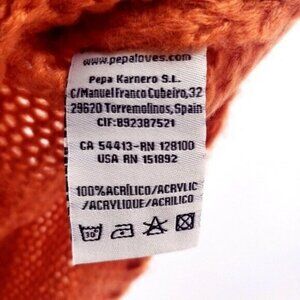 www.pepaloves.com
Pepa Karnero S.L.
C/Manuel Franco Cubeiro,32
29620 Torremolinos, Spain
CIF:B92387521
CA 54413-RN 128100
USA RN 151892
100%ACRÍLICO/ACRYLIC
/ACRYLIQUE/ACRILICO
30°